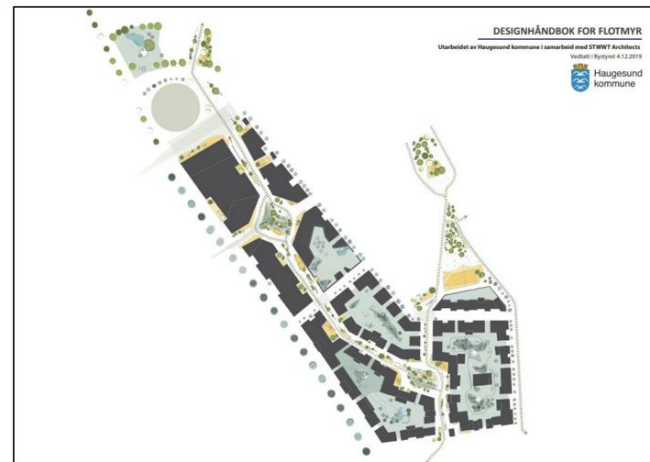 DESIGNHÅNDBOK FOR FLOTMYR
Utarbeidet av Haugesund kommune i samarbeid med STWWT Architects
Vedtatt i Bystyret 4.12.2019
Haugesund
kommune